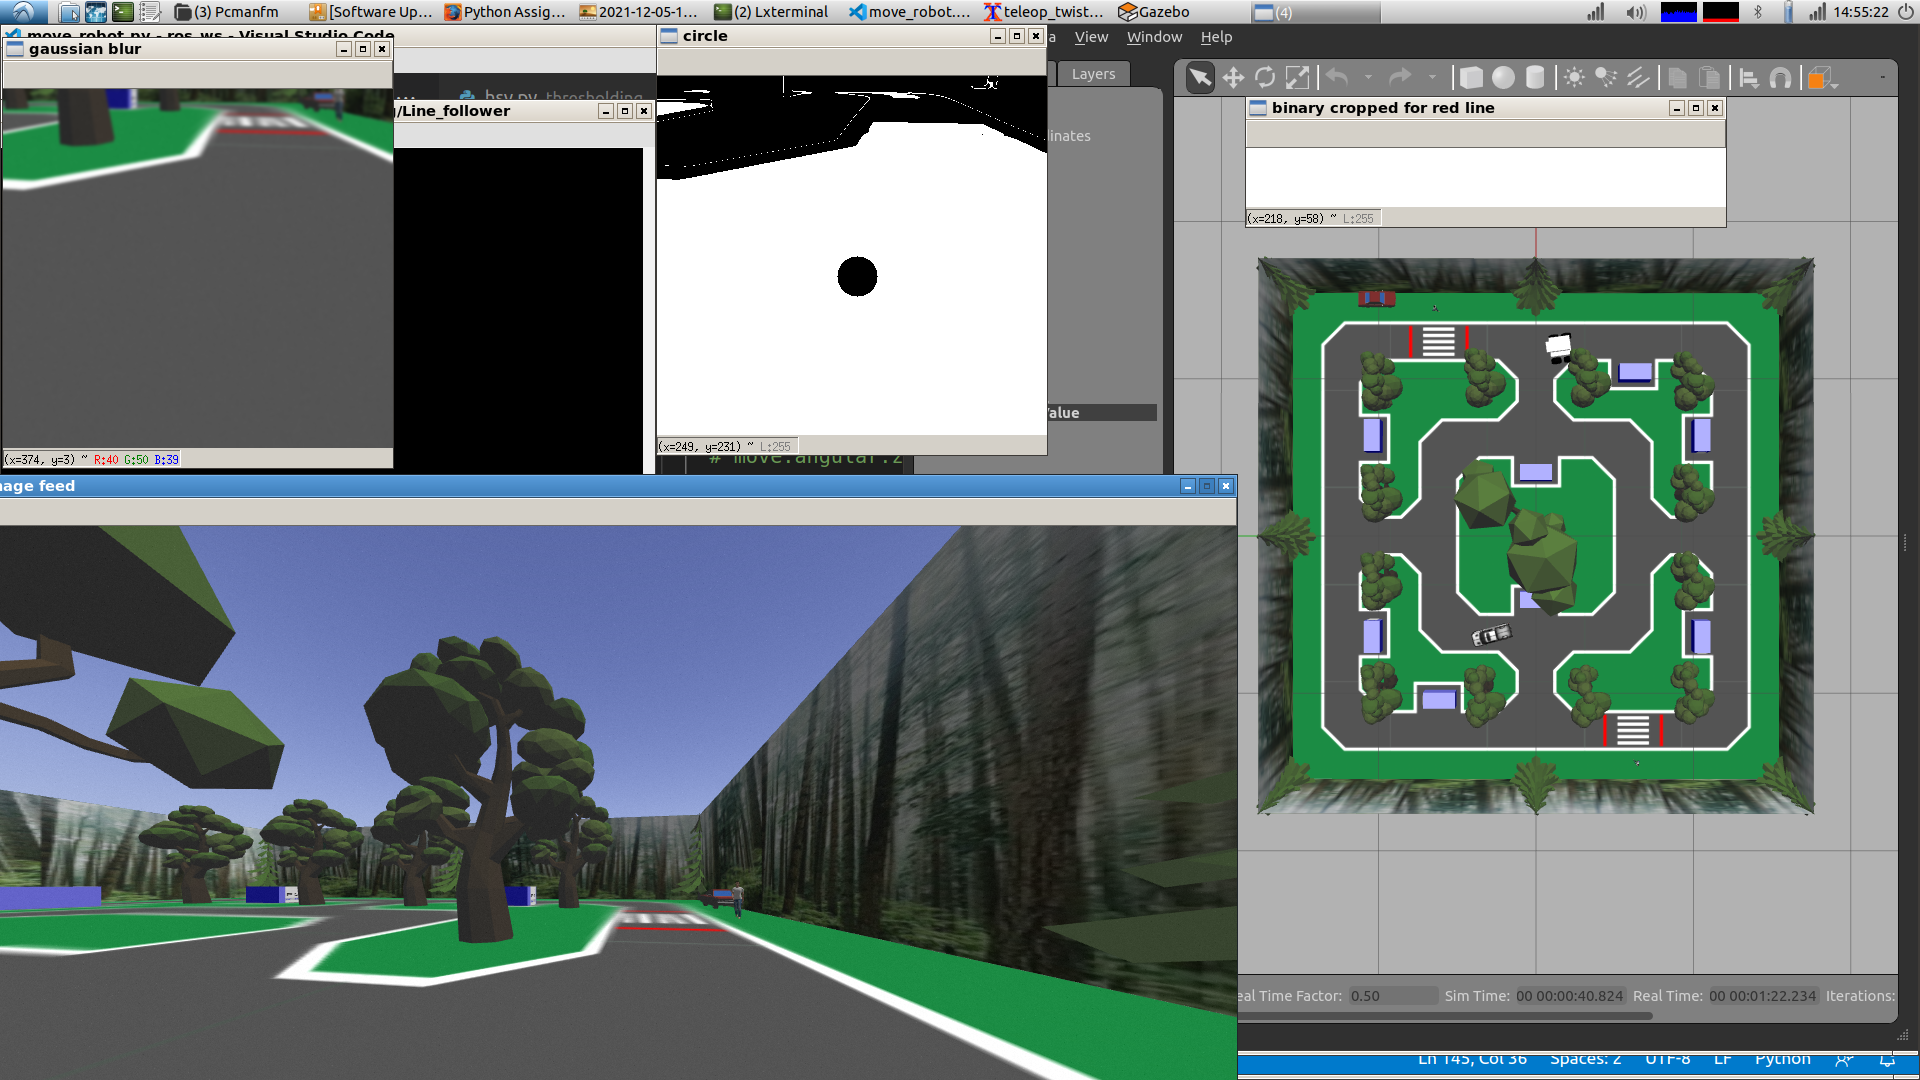 (3) Pcmanfm
[Software Up...
Python Assig...
2021-12-05-1...
(2) Lxterminal
move_robot....
teleop_twist...
Gazebo
(4)
14:55:22
move_robot.py - ros_ws - Visual Studio Code
gaussian blur
circle
a View Window Help
Layers
hsv.py thresholding
/Line_follower
binary cropped for red line
inates
(x=218, y=58) ~ L:255
Value
(x=249, y=231) ~ L:255
(x=374, y=3) ~ R:40 G:50 B:39
# move.angular.z
age feed
eal Time Factor: 0.50 Sim Time: 00 00:00:40.824 Real Time: 00 00:01:22.234 Iterations:
Ln 145, Col 36 Spaces: 2 UTF-8 LF Python